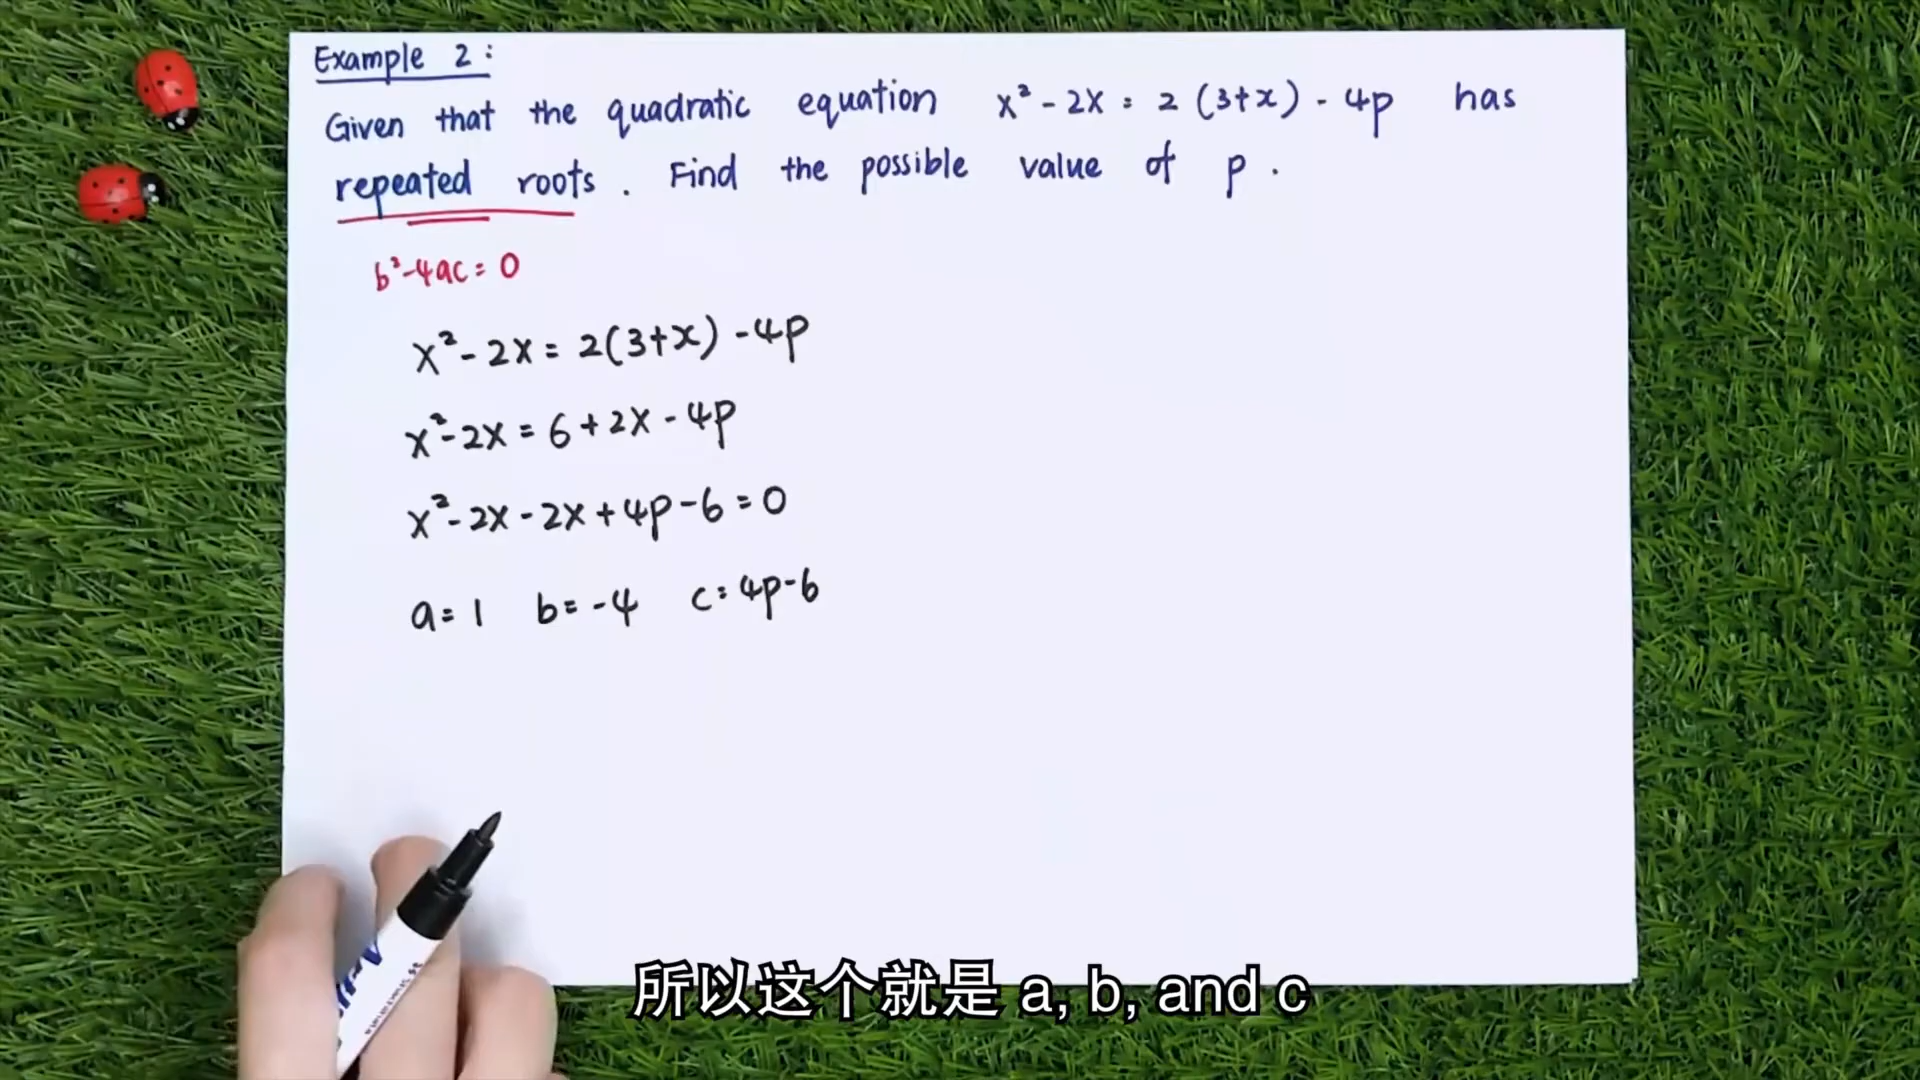 Example 2:
Given that the quadratic equation x² - 2x = 2 (3+x) - 4p has
repeated roots. Find the possible value of p.
b²-4ac = 0
x² - 2x = 2(3+x) - 4p
x² - 2x = 6 + 2x - 4p
x² - 2x - 2x + 4p - 6 = 0
a = 1 b = -4 c = 4p-6
所以这个就是 a, b, and c